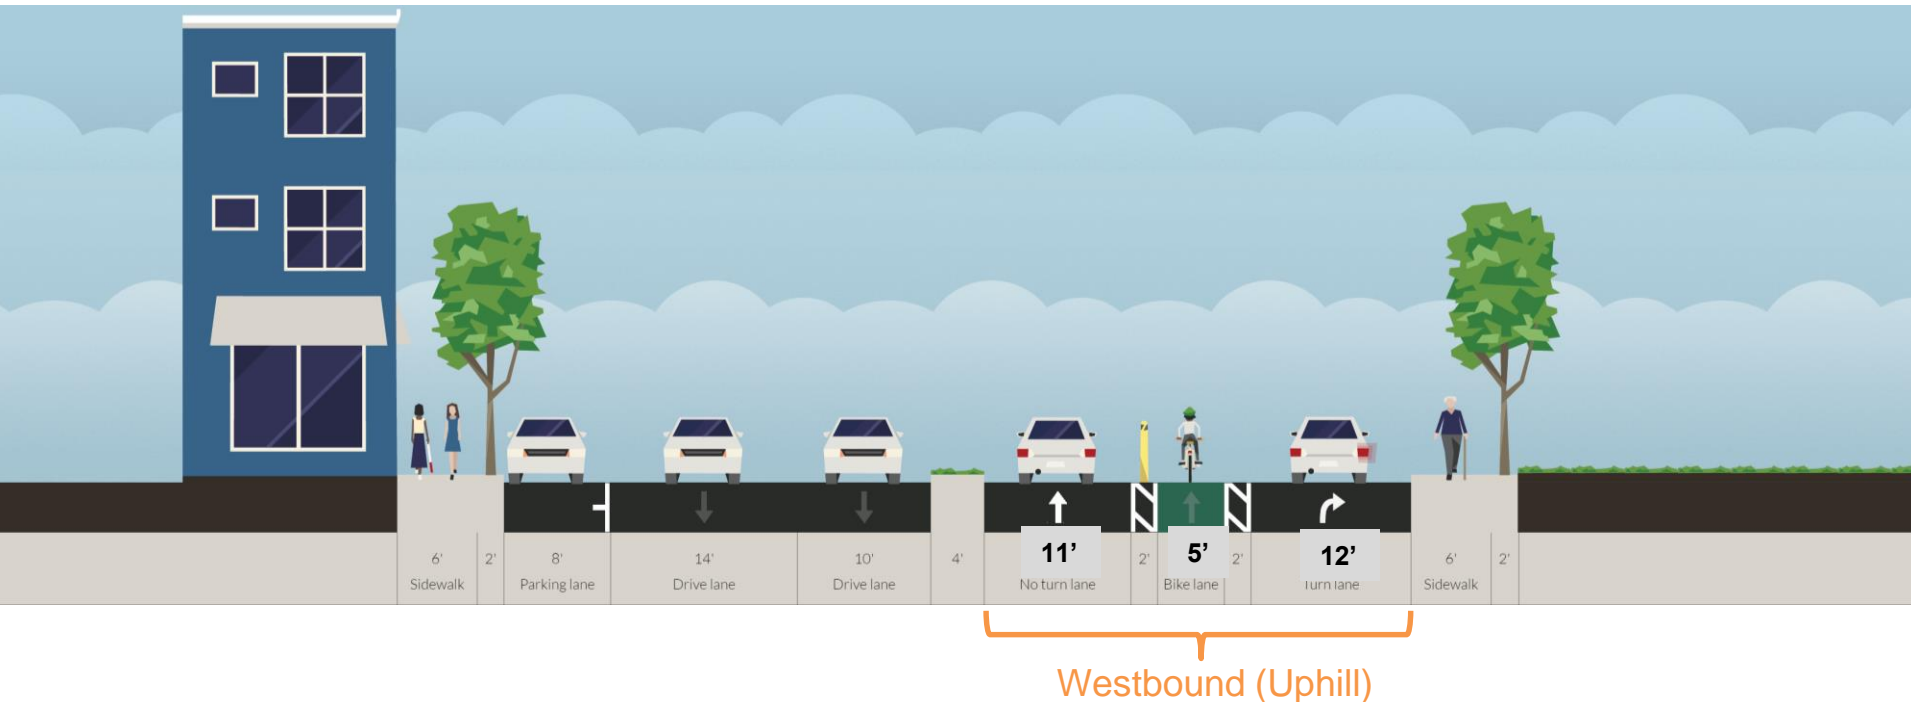 6' 2' 8' 14' 10' 4' 11’ 2' 5’ 2' 12’ 6' 2'
Sidewalk Parking lane Drive lane Drive lane No turn lane Bike lane Turn lane Sidewalk
Westbound (Uphill)